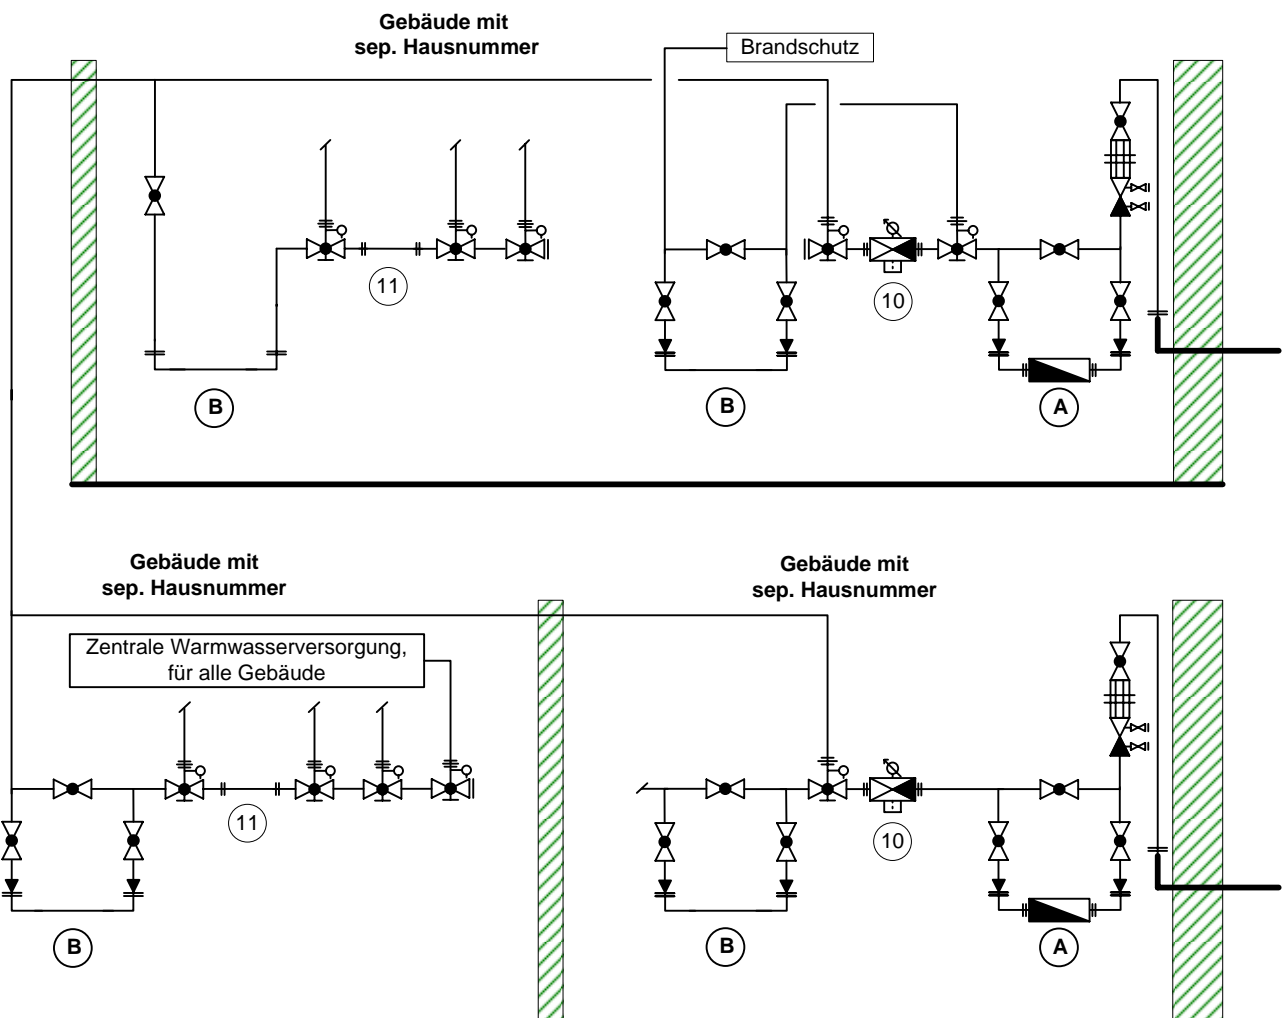 Gebäude mit
sep. Hausnummer
Brandschutz
11
10
B
B
A
Gebäude mit
sep. Hausnummer
Gebäude mit
sep. Hausnummer
Zentrale Warmwasserversorgung,
für alle Gebäude
11
10
B
B
A